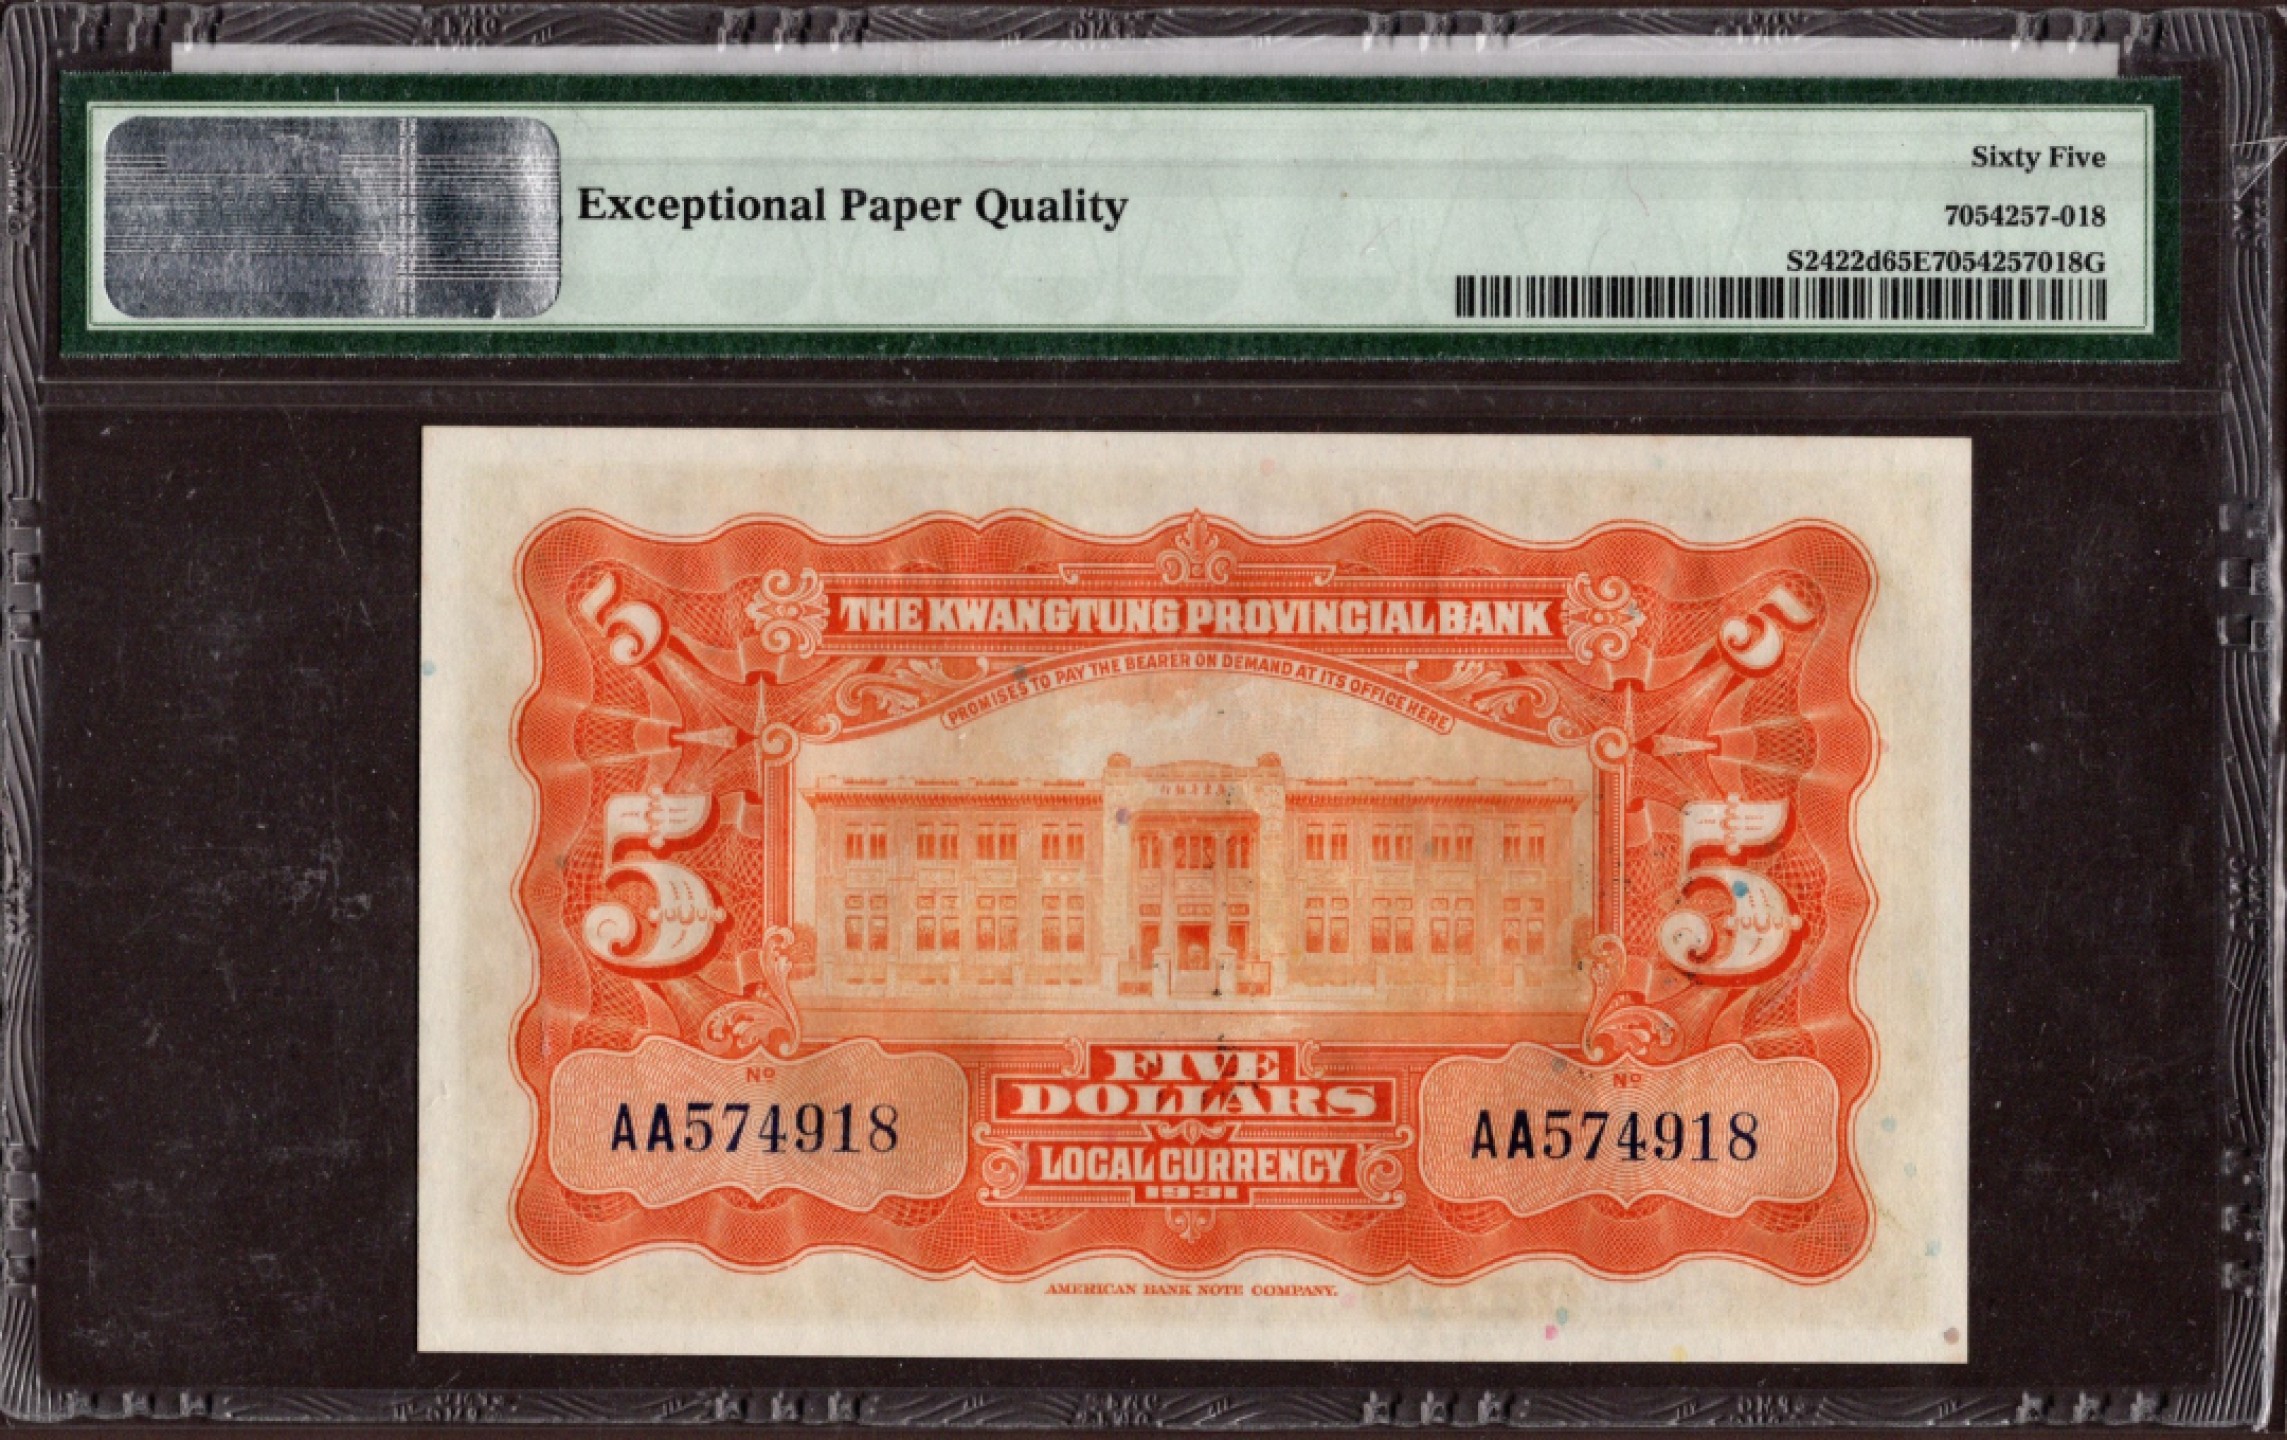 Sixty Five
Exceptional Paper Quality
7054257-018
S2422d65E7054257018G
5
5
THE KWANGTUNG PROVINCIAL BANK
PROMISES TO PAY THE BEARER ON DEMAND AT ITS OFFICE HERE
5
5
FIVE
DOLLARS
Nº
Nº
AA574918
AA574918
LOCAL CURRENCY
1931
AMERICAN BANK NOTE COMPANY.